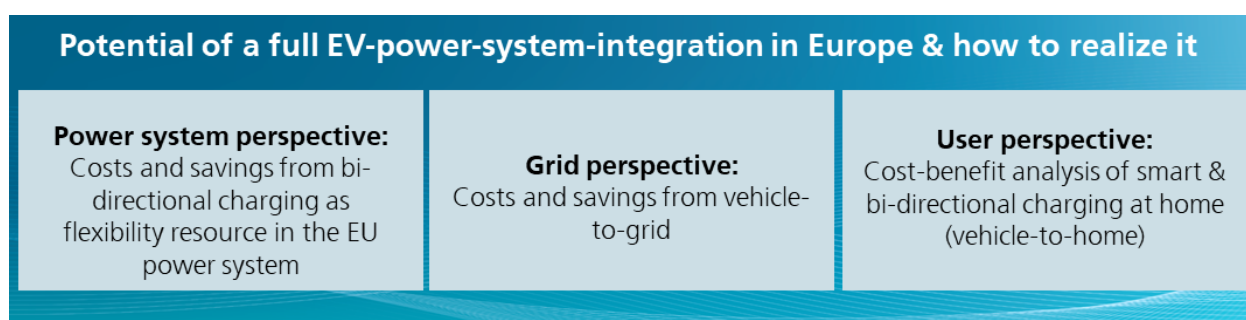 Potential of a full EV-power-system-integration in Europe & how to realize it
Power system perspective:
Costs and savings from bi-
directional charging as
flexibility resource in the EU
power system
Grid perspective:
Costs and savings from vehicle-
to-grid
User perspective:
Cost-benefit analysis of smart &
bi-directional charging at home
(vehicle-to-home)